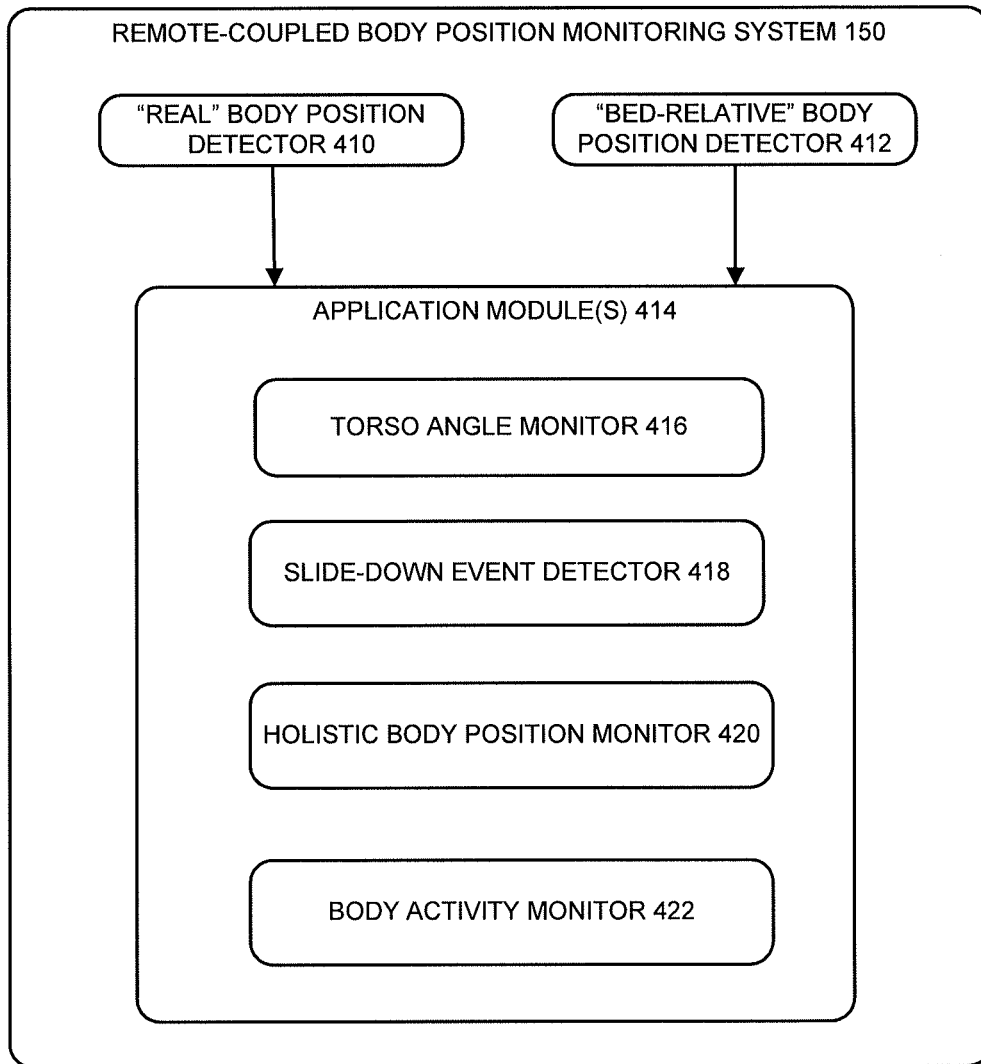 REMOTE-COUPLED BODY POSITION MONITORING SYSTEM 150
“REAL” BODY POSITION
DETECTOR 410
“BED-RELATIVE” BODY
POSITION DETECTOR 412
APPLICATION MODULE(S) 414
TORSO ANGLE MONITOR 416
SLIDE-DOWN EVENT DETECTOR 418
HOLISTIC BODY POSITION MONITOR 420
BODY ACTIVITY MONITOR 422